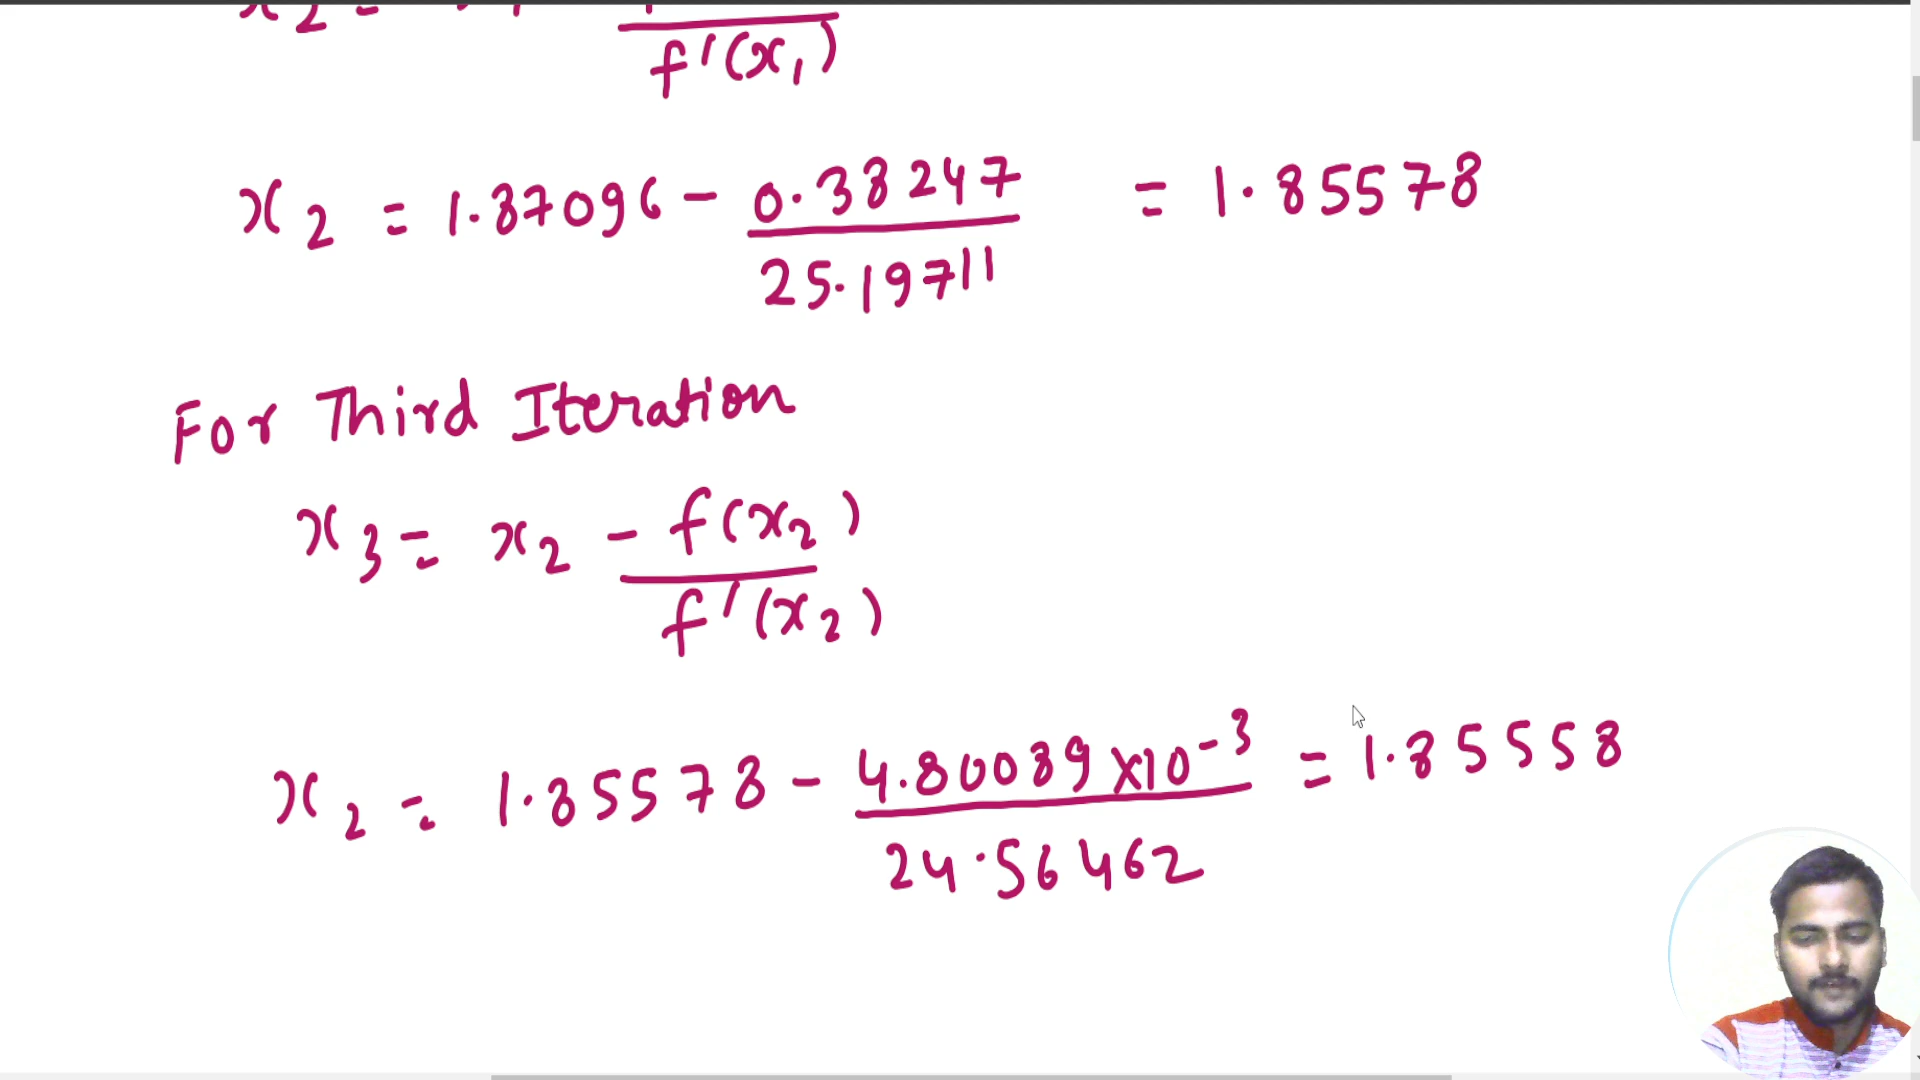 x₂ =
f'(x₁)
x₂ = 1.87096 - 0.38247 / 25.19711 = 1.85578
For Third Iteration
x₃ = x₂ - f(x₂) / f'(x₂)
x₂ = 1.85578 - 4.80089×10⁻³ / 24.56462 = 1.85558